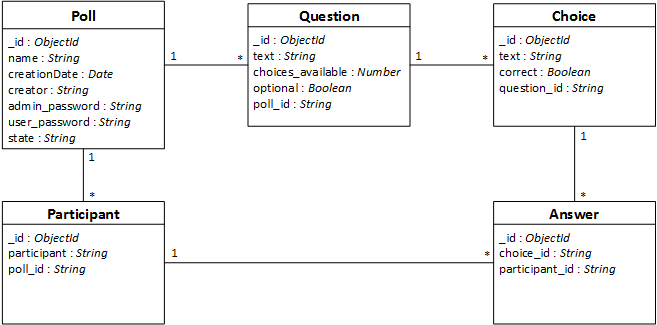 Poll
_id : ObjectId
name : String
creationDate : Date
creator : String
admin_password : String
user_password : String
state : String
1
*
Question
_id : ObjectId
text : String
choices_available : Number
optional : Boolean
poll_id : String
1
*
Choice
_id : ObjectId
text : String
correct : Boolean
question_id : String
1
*
1
*
Participant
_id : ObjectId
participant : String
poll_id : String
1
*
Answer
_id : ObjectId
choice_id : String
participant_id : String